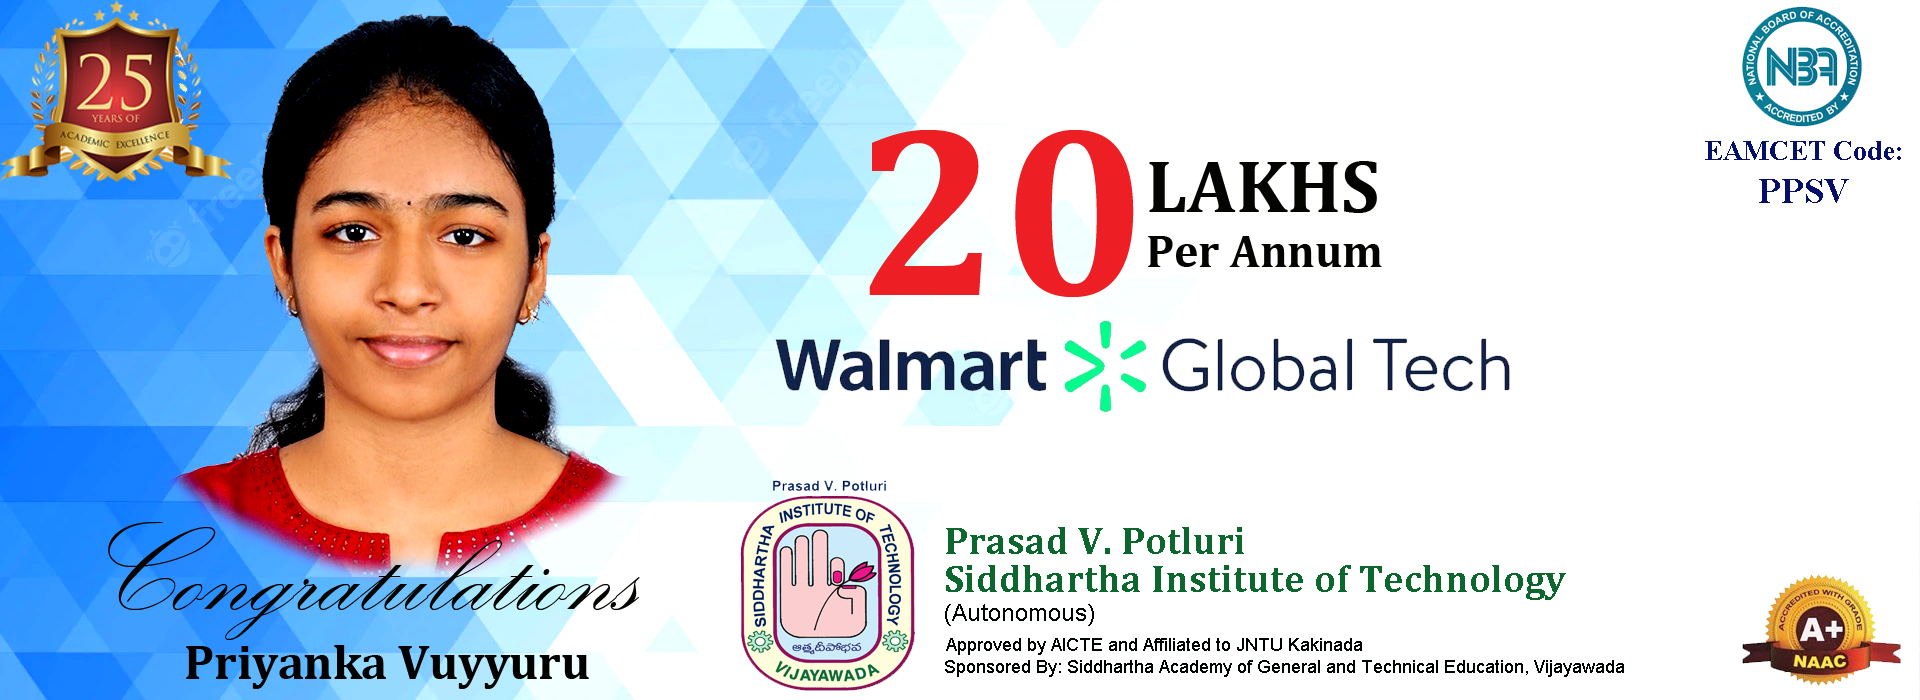 25
YEARS OF
ACADEMIC EXCELLENCE
NATIONAL BOARD OF ACCREDITATION
NBA
★ ACCREDITED BY ★
EAMCET Code:
PPSV
20 LAKHS
Per Annum
Walmart Global Tech
Congratulations
Priyanka Vuyyuru
Prasad V. Potluri
SIDDHARTHA INSTITUTE OF TECHNOLOGY
ఆత్మదీపోభవ
VIJAYAWADA
Prasad V. Potluri
Siddhartha Institute of Technology
(Autonomous)
Approved by AICTE and Affiliated to JNTU Kakinada
Sponsored By: Siddhartha Academy of General and Technical Education, Vijayawada
ACCREDITED WITH GRADE
A+
NAAC